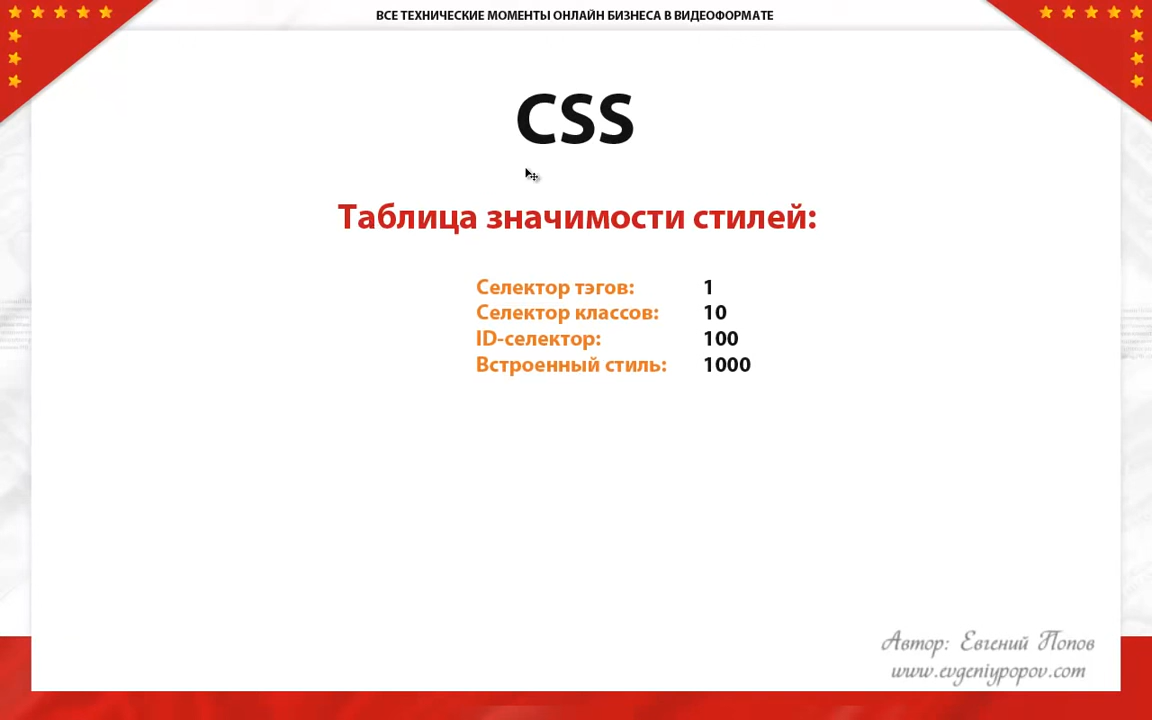 ВСЕ ТЕХНИЧЕСКИЕ МОМЕНТЫ ОНЛАЙН БИЗНЕСА В ВИДЕОФОРМАТЕ
CSS
Таблица значимости стилей:
Селектор тэгов: 1
Селектор классов: 10
ID-селектор: 100
Встроенный стиль: 1000
Автор: Евгений Попов
www.evgeniypopov.com